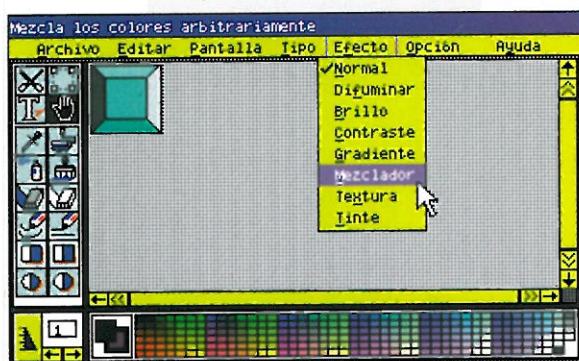 Mezcla los colores arbitrariamente
Archivo Editar Pantalla Tipo Efecto Opción Ayuda
✓Normal
Difuminar
Brillo
Contraste
Gradiente
Mezclador
Textura
Tinte
T
1